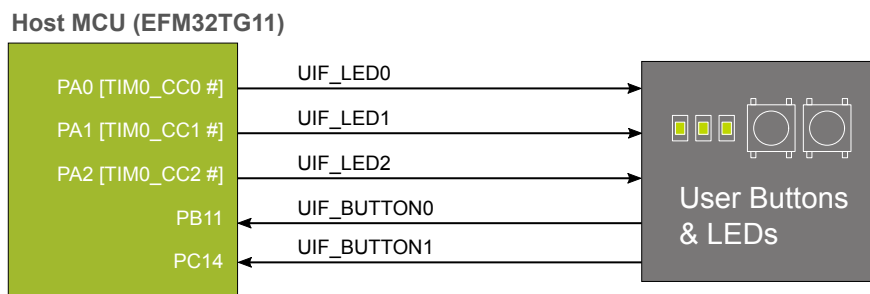 Host MCU (EFM32TG11)
PA0 [TIM0_CC0 #]
UIF_LED0
PA1 [TIM0_CC1 #]
UIF_LED1
PA2 [TIM0_CC2 #]
UIF_LED2
PB11
UIF_BUTTON0
PC14
UIF_BUTTON1
User Buttons
& LEDs